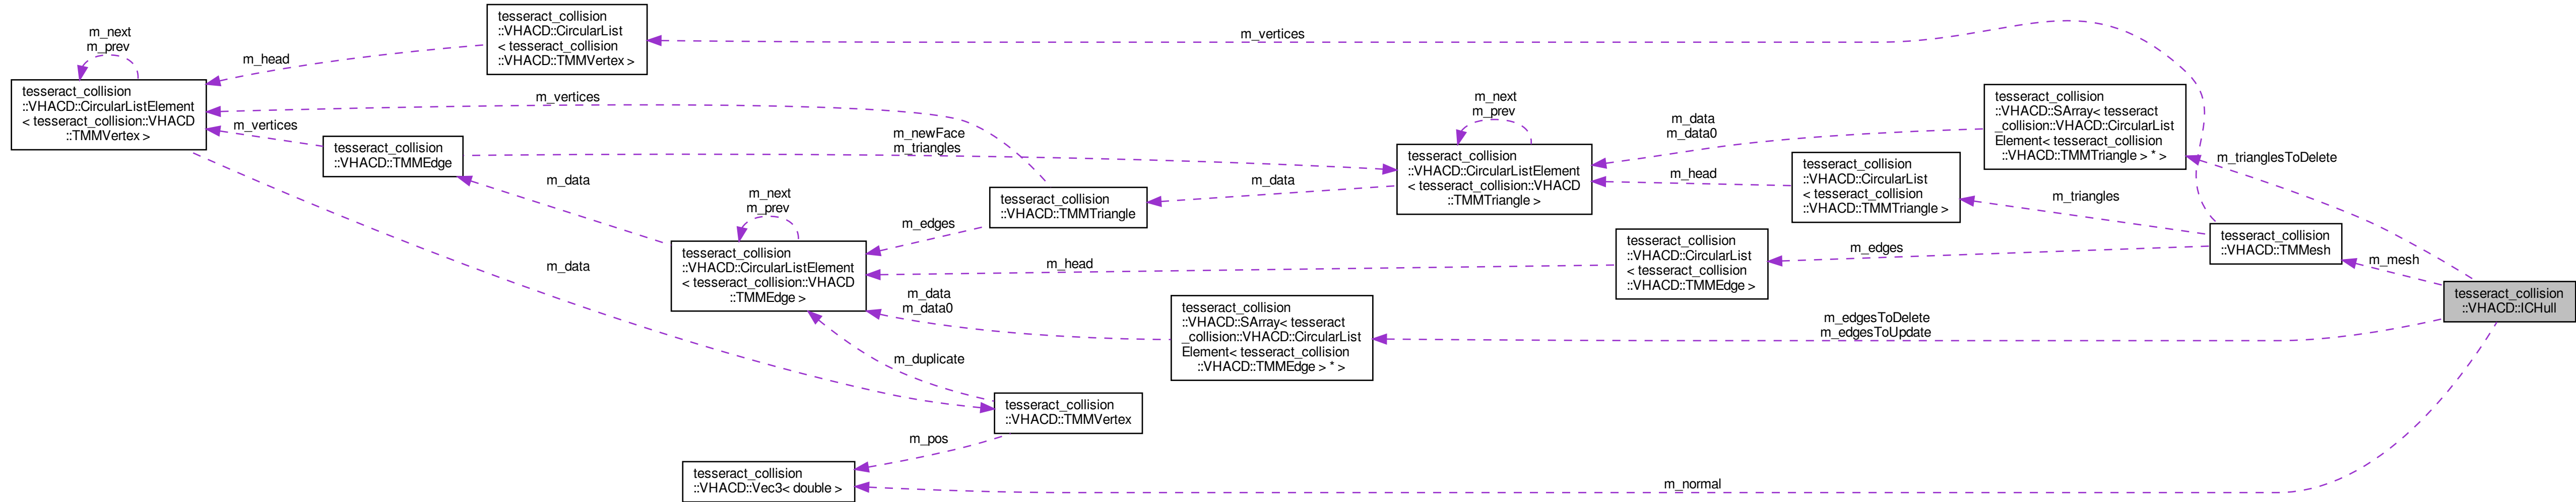 m_next
m_prev
tesseract_collision
::VHACD::CircularListElement
< tesseract_collision::VHACD
::TMMVertex >
m_head
tesseract_collision
::VHACD::CircularList
< tesseract_collision
::VHACD::TMMVertex >
m_vertices
m_vertices
m_vertices
tesseract_collision
::VHACD::TMMEdge
m_newFace
m_triangles
m_data
m_data
m_next
m_prev
tesseract_collision
::VHACD::CircularListElement
< tesseract_collision::VHACD
::TMMEdge >
m_edges
m_head
m_data
m_data0
m_duplicate
tesseract_collision
::VHACD::TMMTriangle
m_data
m_next
m_prev
tesseract_collision
::VHACD::CircularListElement
< tesseract_collision::VHACD
::TMMTriangle >
m_data
m_data0
m_head
tesseract_collision
::VHACD::SArray< tesseract
_collision::VHACD::CircularList
Element< tesseract_collision
::VHACD::TMMTriangle > * >
tesseract_collision
::VHACD::CircularList
< tesseract_collision
::VHACD::TMMTriangle >
tesseract_collision
::VHACD::CircularList
< tesseract_collision
::VHACD::TMMEdge >
m_trianglesToDelete
m_triangles
m_edges
tesseract_collision
::VHACD::TMMesh
m_mesh
tesseract_collision
::VHACD::ICHull
tesseract_collision
::VHACD::SArray< tesseract
_collision::VHACD::CircularList
Element< tesseract_collision
::VHACD::TMMEdge > * >
m_edgesToDelete
m_edgesToUpdate
tesseract_collision
::VHACD::TMMVertex
m_pos
tesseract_collision
::VHACD::Vec3< double >
m_normal